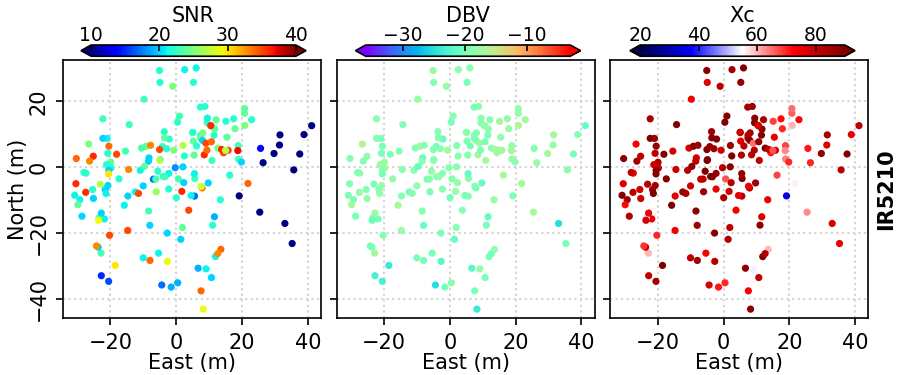 SNR DBV Xc
10 20 30 40 −30 −20 −10 20 40 60 80
North (m)
20
0
−20
−40
IR5210
−20 0 20 40 −20 0 20 40 −20 0 20 40
East (m) East (m) East (m)